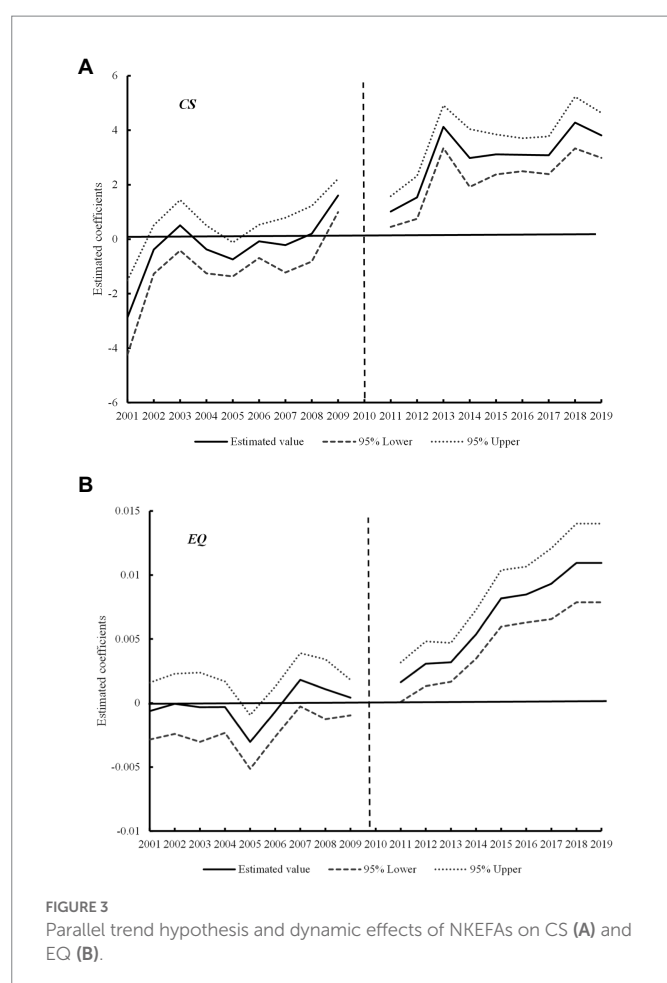 A
CS
Estimated coefficients
6
4
2
0
-2
-4
-6
2001 2002 2003 2004 2005 2006 2007 2008 2009 2010 2011 2012 2013 2014 2015 2016 2017 2018 2019
Estimated value 95% Lower 95% Upper
B
EQ
Estimated coefficients
0.015
0.01
0.005
0
-0.005
-0.01
2001 2002 2003 2004 2005 2006 2007 2008 2009 2010 2011 2012 2013 2014 2015 2016 2017 2018 2019
Estimated value 95% Lower 95% Upper
FIGURE 3
Parallel trend hypothesis and dynamic effects of NKEFAs on CS (A) and
EQ (B).